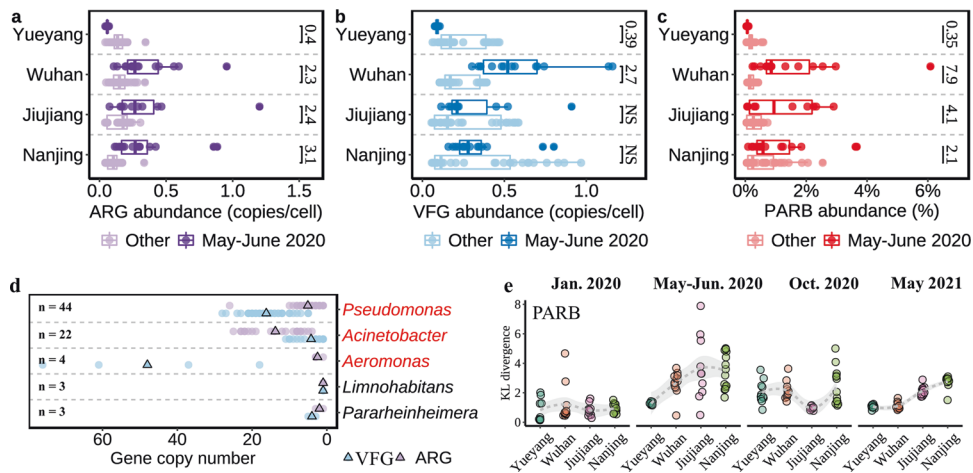 a
Yueyang
Wuhan
Jiujiang
Nanjing
0.4
2.3
2.4
3.1
0.0 0.5 1.0 1.5
ARG abundance (copies/cell)
Other May-June 2020
b
0.39
2.7
NS
NS
0.0 0.5 1.0
VFG abundance (copies/cell)
Other May-June 2020
c
0.35
7.9
4.1
2.1
0% 2% 4% 6%
PARB abundance (%)
Other May-June 2020
d
n = 44 Pseudomonas
n = 22 Acinetobacter
n = 4 Aeromonas
n = 3 Limnohabitans
n = 3 Pararheinheimera
60 40 20 0
Gene copy number
VFG ARG
e
Jan. 2020 May-Jun. 2020 Oct. 2020 May 2021
PARB
KL divergence
8
6
4
2
0
Yueyang Wuhan Jiujiang Nanjing Yueyang Wuhan Jiujiang Nanjing Yueyang Wuhan Jiujiang Nanjing Yueyang Wuhan Jiujiang Nanjing